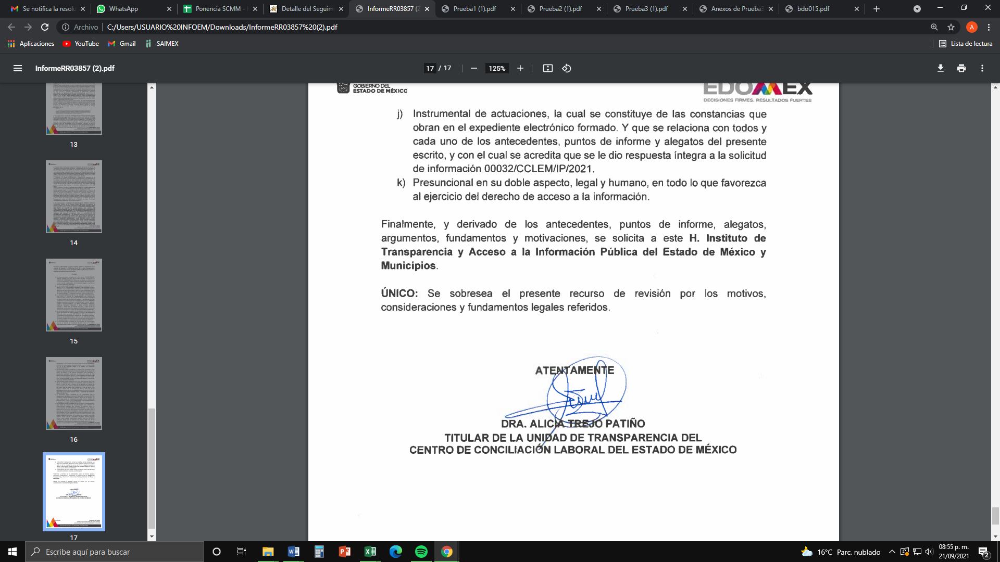 Se notifica la resolu
WhatsApp
Ponencia SCMM -
Detalle del Seguim
InformeRR03857 (2
Prueba1 (1).pdf
Prueba2 (1).pdf
Prueba3 (1).pdf
Anexos de Prueba3
bdo015.pdf
Archivo
C:/Users/USUARIO%20INFOEM/Downloads/InformeRR03857%20(2).pdf
A
Aplicaciones
YouTube
Gmail
SAIMEX
Lista de lectura
InformeRR03857 (2).pdf
17 / 17
125%
13
14
15
16
17
GOBIERNO DEL
ESTADO DE MÉXICO
EDOMEX
DECISIONES FIRMES, RESULTADOS FUERTES
j) Instrumental de actuaciones, la cual se constituye de las constancias que
obran en el expediente electrónico formado. Y que se relaciona con todos y
cada uno de los antecedentes, puntos de informe y alegatos del presente
escrito, y con el cual se acredita que se le dio respuesta íntegra a la solicitud
de información 00032/CCLEM/IP/2021.
k) Presuncional en su doble aspecto, legal y humano, en todo lo que favorezca
al ejercicio del derecho de acceso a la información.
Finalmente, y derivado de los antecedentes, puntos de informe, alegatos,
argumentos, fundamentos y motivaciones, se solicita a este H. Instituto de
Transparencia y Acceso a la Información Pública del Estado de México y
Municipios.
ÚNICO: Se sobresea el presente recurso de revisión por los motivos,
consideraciones y fundamentos legales referidos.
ATENTAMENTE
DRA. ALICIA TREJO PATIÑO
TITULAR DE LA UNIDAD DE TRANSPARENCIA DEL
CENTRO DE CONCILIACIÓN LABORAL DEL ESTADO DE MÉXICO
Escribe aquí para buscar
16°C Parc. nublado
08:55 p. m.
21/09/2021
2